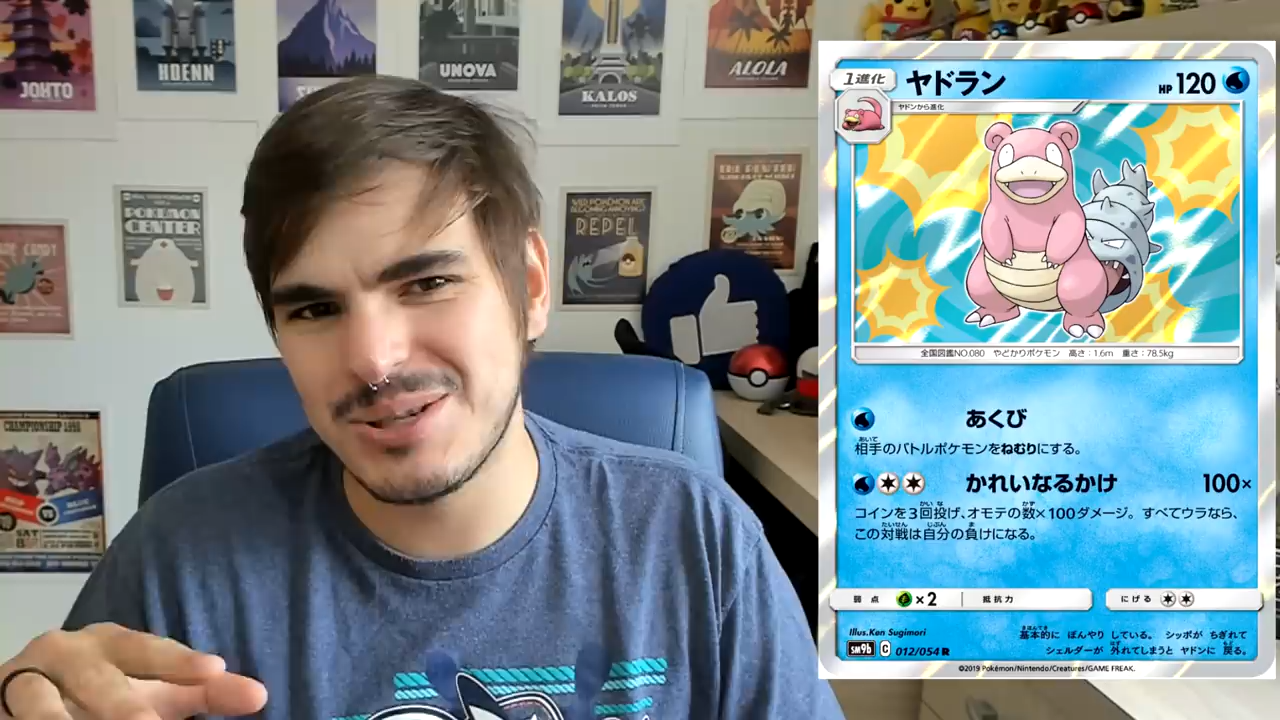 JOHTO
HOENN
UNOVA
KALOS
ALOLA
POKEMON
CENTER
WILD POKEMON ARE
BECOMING ANNOYING?
REPEL
RARE CANDY
CHAMPIONSHIP 1998
SAT
1進化
ヤドラン
HP 120
ヤドンから進化
全国図鑑NO.080 やどかりポケモン 高さ:1.6m 重さ:78.5kg
あくび
相手のバトルポケモンをねむりにする。
かれいなるかけ 100×
コインを3回投げ、オモテの数×100ダメージ。すべてウラなら、
この対戦は自分の負けになる。
弱点 ×2 抵抗力 にげる
Illus.Ken Sugimori
sm9b C 012/054 R
基本的に ぼんやり している。 シッポが ちぎれて
シェルダーが 外れてしまうと ヤドンに 戻る。
©2019 Pokémon/Nintendo/Creatures/GAME FREAK.